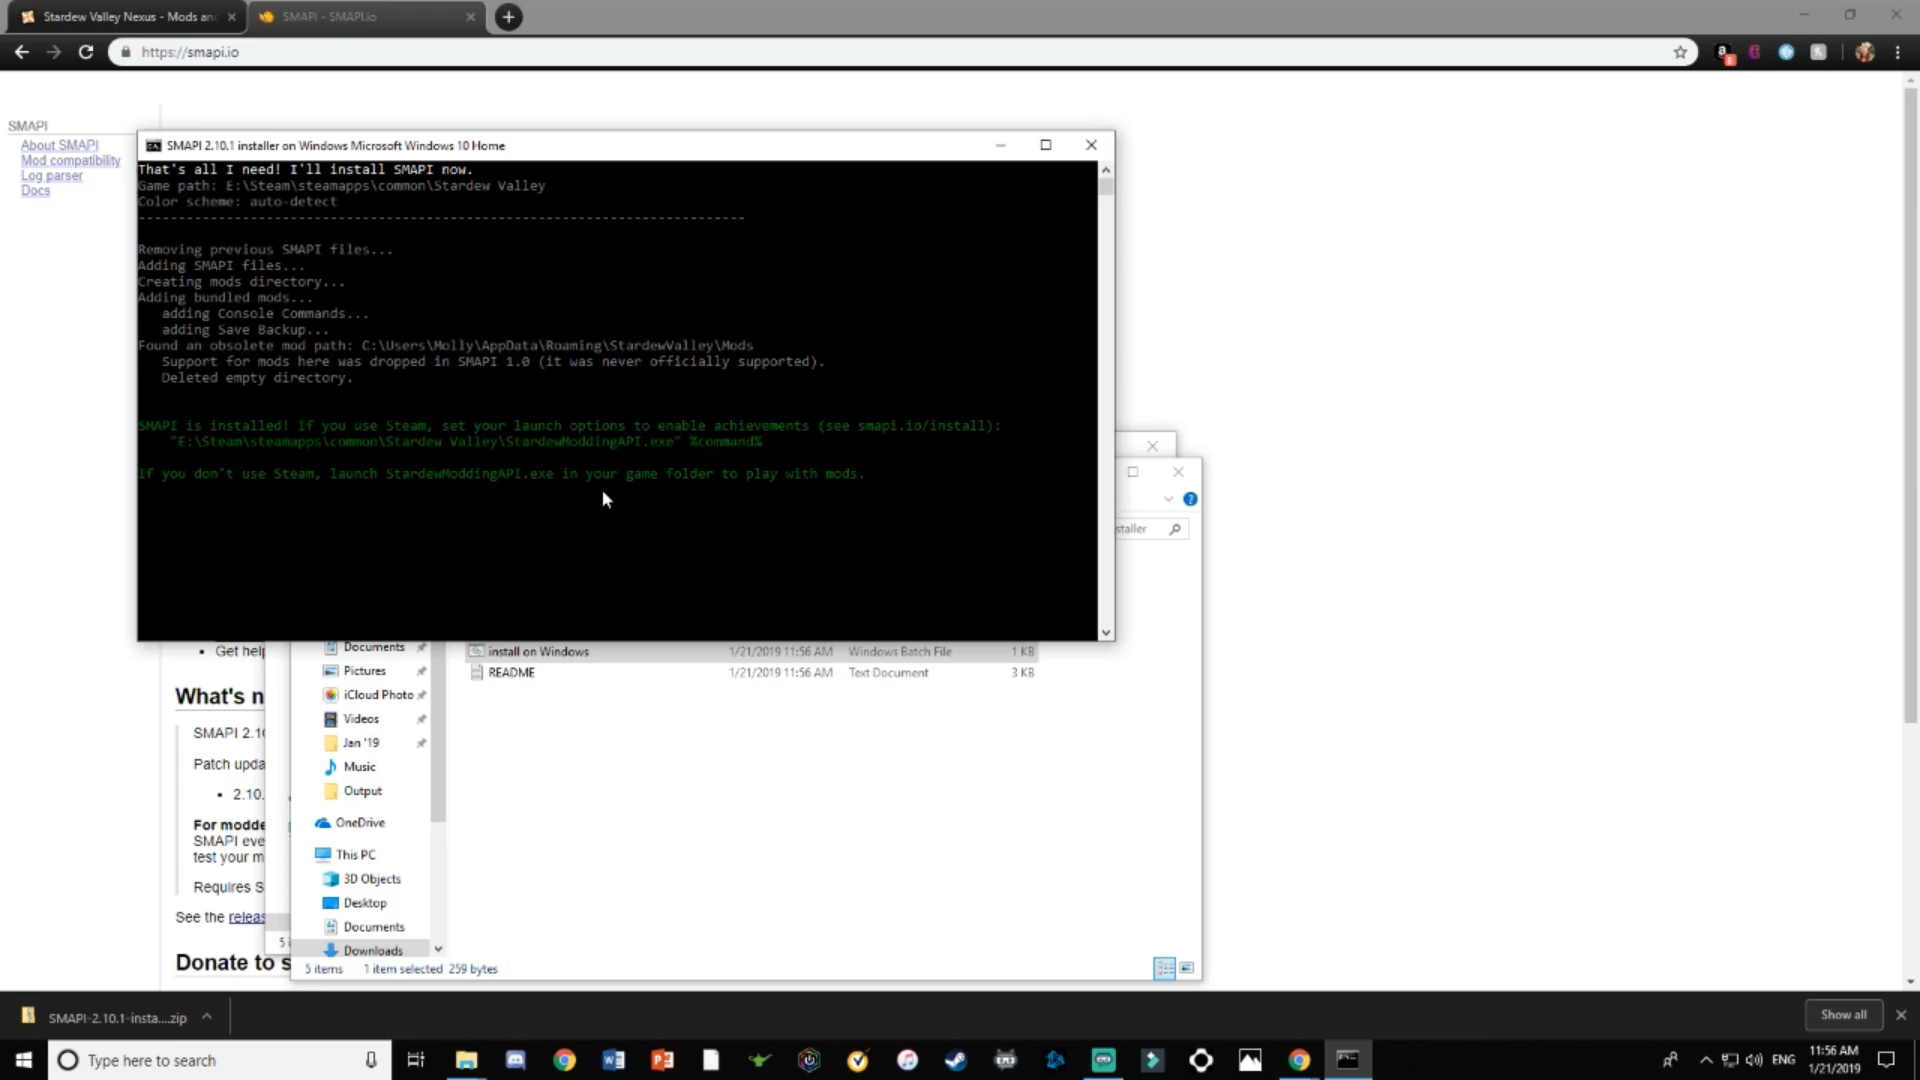 Stardew Valley Nexus - Mods and
SMAPI - SMAPI.io
https://smapi.io
SMAPI
About SMAPI
Mod compatibility
Log parser
Docs
SMAPI 2.10.1 installer on Windows Microsoft Windows 10 Home
That's all I need! I'll install SMAPI now.
Game path: E:\Steam\steamapps\common\Stardew Valley
Color scheme: auto-detect
----------------------------------------------------------------------------
Removing previous SMAPI files...
Adding SMAPI files...
Creating mods directory...
Adding bundled mods...
adding Console Commands...
adding Save Backup...
Found an obsolete mod path: C:\Users\Molly\AppData\Roaming\StardewValley\Mods
Support for mods here was dropped in SMAPI 1.0 (it was never officially supported).
Deleted empty directory.
SMAPI is installed! If you use Steam, set your launch options to enable achievements (see smapi.io/install):
"E:\Steam\steamapps\common\Stardew Valley\StardewModdingAPI.exe" %command%
If you don't use Steam, launch StardewModdingAPI.exe in your game folder to play with mods.
staller
Get help
What's n
SMAPI 2.10
Patch upda
2.10.
For modde
SMAPI eve
test your m
Requires S
See the releas
Donate to s
Documents
Pictures
iCloud Photo
Videos
Jan '19
Music
Output
OneDrive
This PC
3D Objects
Desktop
Documents
Downloads
install on Windows 1/21/2019 11:56 AM Windows Batch File 1 KB
README 1/21/2019 11:56 AM Text Document 3 KB
5 i
5 items 1 item selected 259 bytes
SMAPI-2.10.1-insta....zip
Show all
Type here to search
ENG
11:56 AM
1/21/2019